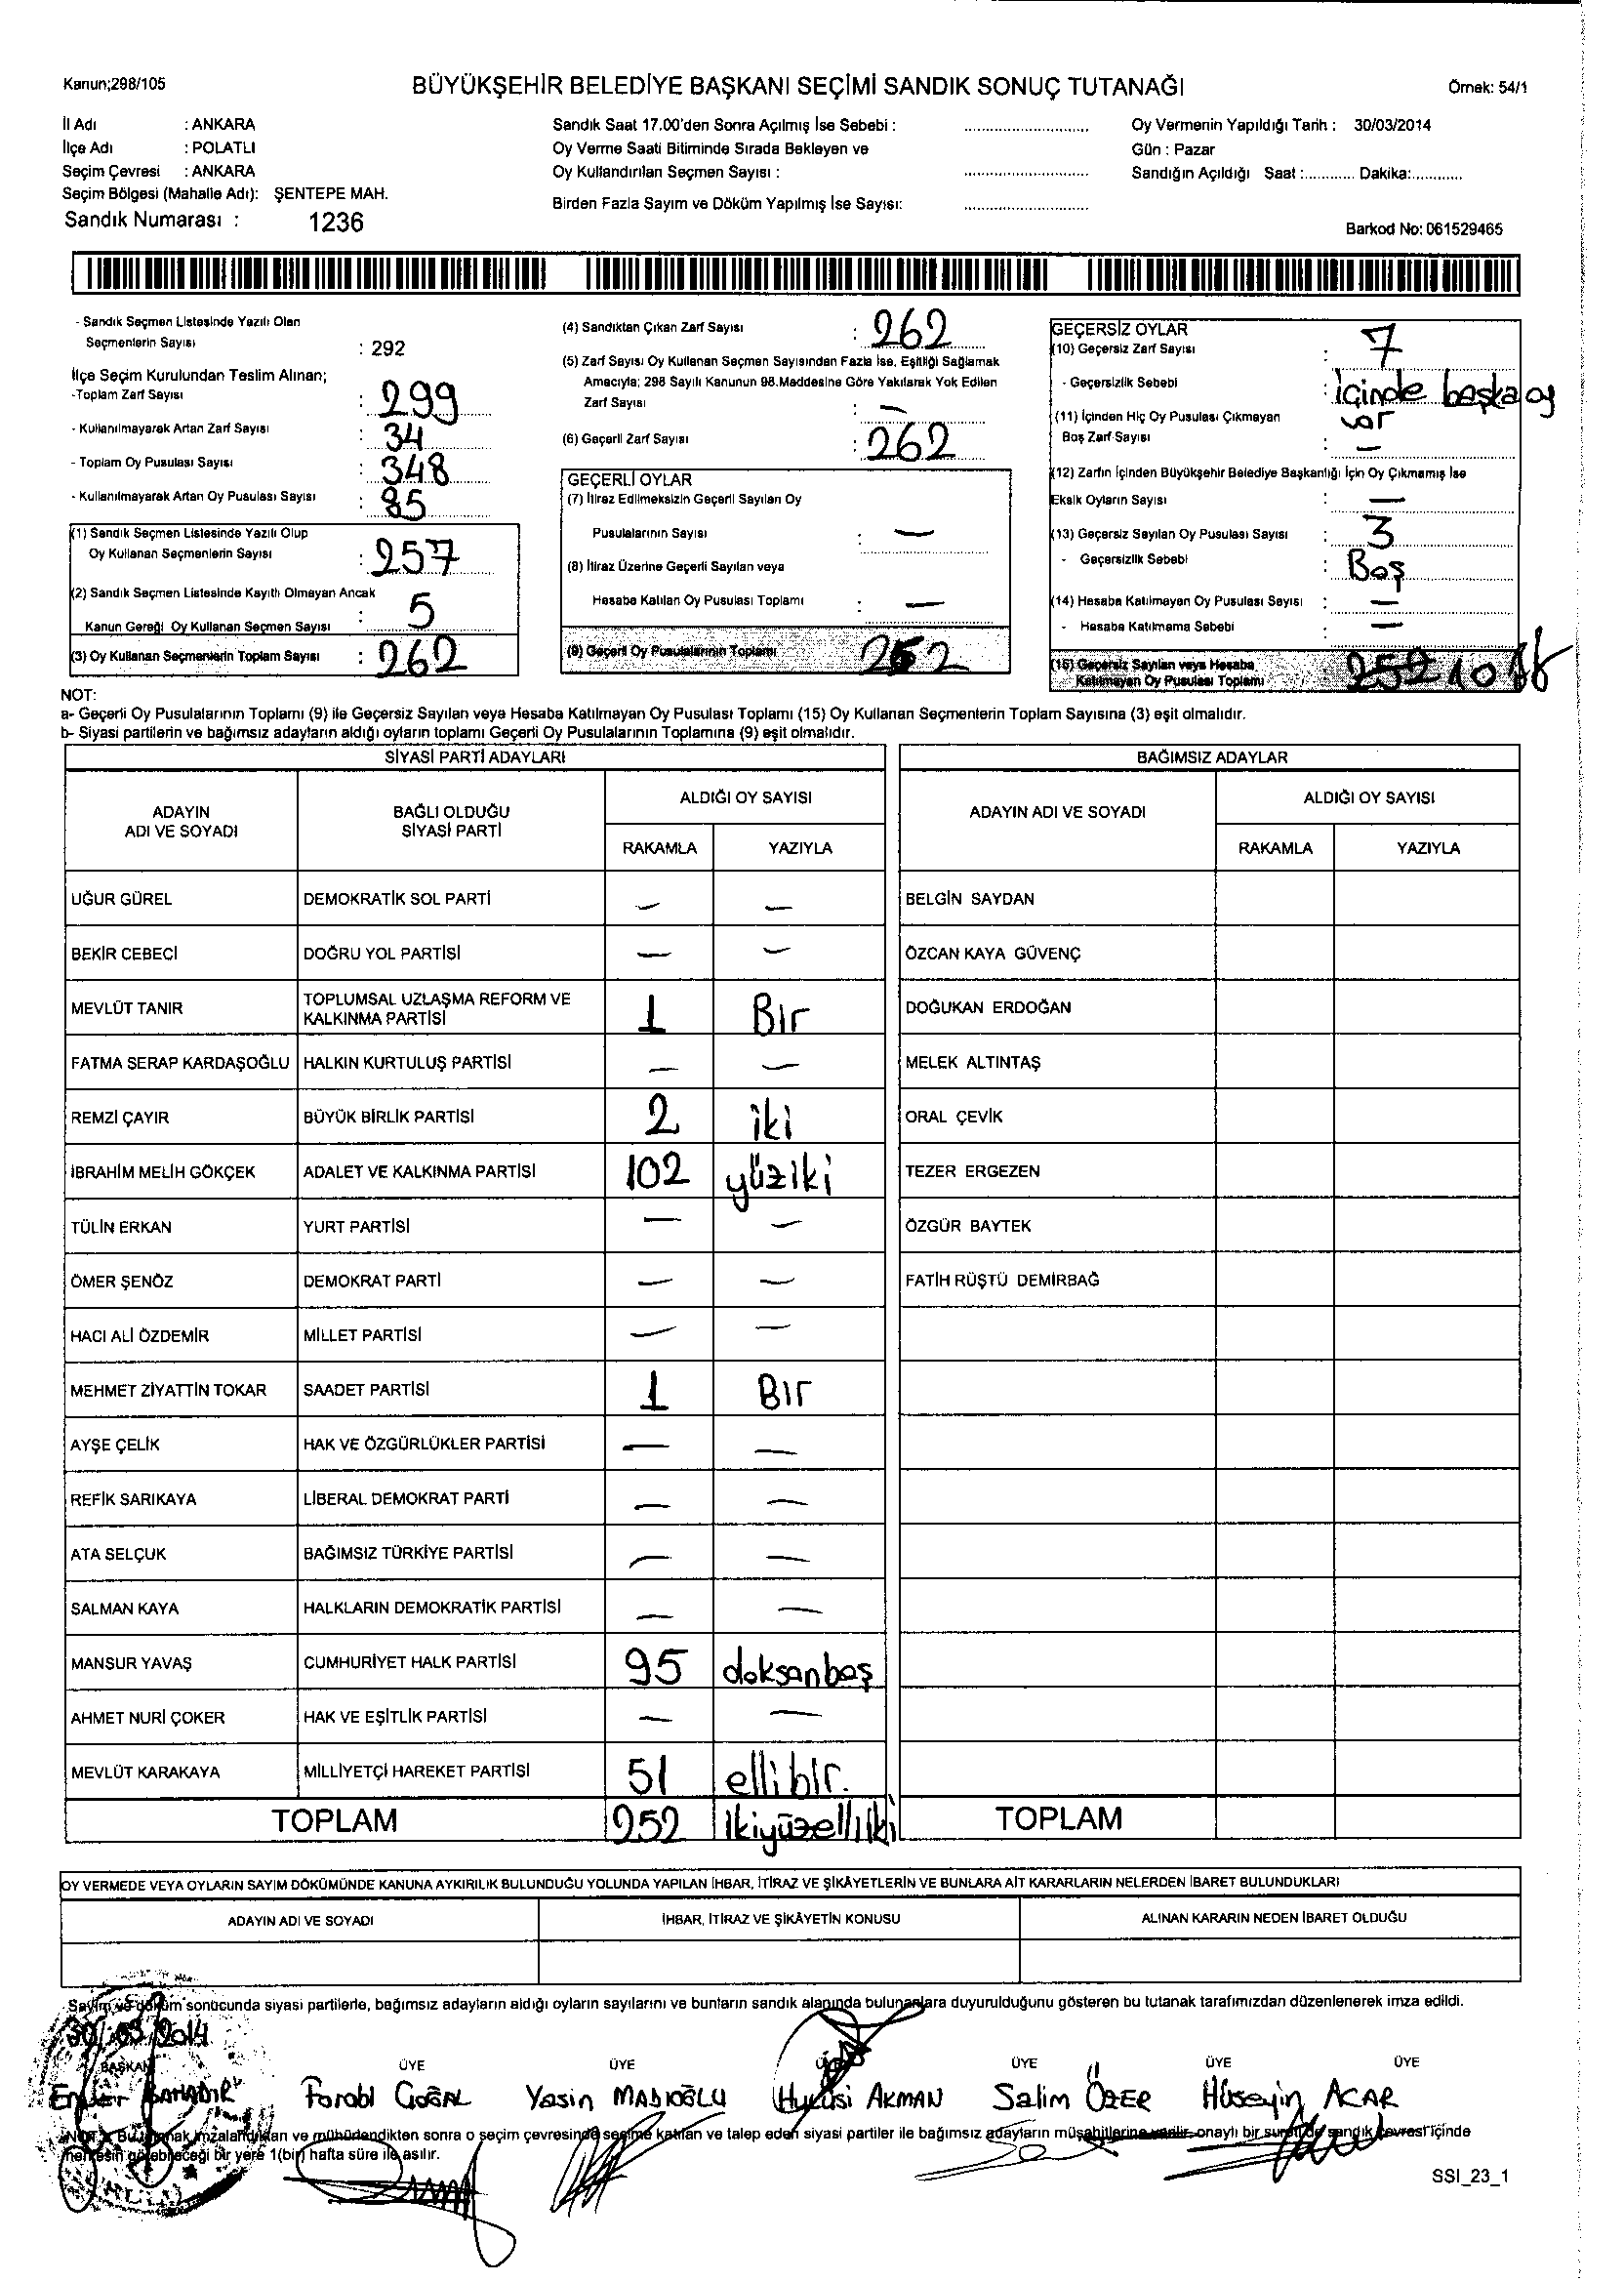 Kanun;298/105
BÜYÜKŞEHİR BELEDİYE BAŞKANI SEÇİMİ SANDIK SONUÇ TUTANAĞI
Örnek: 54/1
İl Adı : ANKARA
İlçe Adı : POLATLI
Seçim Çevresi : ANKARA
Seçim Bölgesi (Mahalle Adı): ŞENTEPE MAH.
Sandık Numarası : 1236
Sandık Saat 17.00'den Sonra Açılmış İse Sebebi : ..............................
Oy Verme Saati Bitiminde Sırada Bekleyen ve
Oy Kullandırılan Seçmen Sayısı : ..............................
Birden Fazla Sayım ve Döküm Yapılmış İse Sayısı: ..............................
Oy Vermenin Yapıldığı Tarih : 30/03/2014
Gün : Pazar
Sandığın Açıldığı Saat :............ Dakika:............
Barkod No: 061529465
- Sandık Seçmen Listesinde Yazılı Olan
Seçmenlerin Sayısı : 292
İlçe Seçim Kurulundan Teslim Alınan;
-Toplam Zarf Sayısı : 299
- Kullanılmayarak Artan Zarf Sayısı : 34
- Toplam Oy Pusulası Sayısı : 348
- Kullanılmayarak Artan Oy Pusulası Sayısı : 85
(1) Sandık Seçmen Listesinde Yazılı Olup
Oy Kullanan Seçmenlerin Sayısı : 257
(2) Sandık Seçmen Listesinde Kayıtlı Olmayan Ancak
Kanun Gereği Oy Kullanan Seçmen Sayısı : 5
(3) Oy Kullanan Seçmenlerin Toplam Sayısı : 262
(4) Sandıktan Çıkan Zarf Sayısı : 262
(5) Zarf Sayısı Oy Kullanan Seçmen Sayısından Fazla İse, Eşitliği Sağlamak
Amacıyla; 298 Sayılı Kanunun 98.Maddesine Göre Yakılarak Yok Edilen
Zarf Sayısı : —
(6) Geçerli Zarf Sayısı : 262
GEÇERLİ OYLAR
(7) İtiraz Edilmeksizin Geçerli Sayılan Oy
Pusulalarının Sayısı : —
(8) İtiraz Üzerine Geçerli Sayılan veya
Hesaba Katılan Oy Pusulası Toplamı : —
(9) Geçerli Oy Pusulalarının Toplamı 252
GEÇERSİZ OYLAR
(10) Geçersiz Zarf Sayısı : 7
- Geçersizlik Sebebi : İçinde başka oy
var
(11) İçinden Hiç Oy Pusulası Çıkmayan
Boş Zarf Sayısı : —
(12) Zarfın İçinden Büyükşehir Belediye Başkanlığı İçin Oy Çıkmamış İse
Eksik Oyların Sayısı : —
(13) Geçersiz Sayılan Oy Pusulası Sayısı : 3
- Geçersizlik Sebebi : Boş
(14) Hesaba Katılmayan Oy Pusulası Sayısı : —
- Hesaba Katılmama Sebebi : —
(15) Geçersiz Sayılan veya Hesaba
Katılmayan Oy Pusulası Toplamı 252 10
NOT:
a- Geçerli Oy Pusulalarının Toplamı (9) ile Geçersiz Sayılan veya Hesaba Katılmayan Oy Pusulası Toplamı (15) Oy Kullanan Seçmenlerin Toplam Sayısına (3) eşit olmalıdır.
b- Siyasi partilerin ve bağımsız adayların aldığı oyların toplamı Geçerli Oy Pusulalarının Toplamına (9) eşit olmalıdır.
SİYASİ PARTİ ADAYLARI
ADAYIN ADI VE SOYADI BAĞLI OLDUĞU SİYASİ PARTİ ALDIĞI OY SAYISI
RAKAMLA YAZIYLA
UĞUR GÜREL DEMOKRATİK SOL PARTİ — —
BEKİR CEBECİ DOĞRU YOL PARTİSİ — —
MEVLÜT TANIR TOPLUMSAL UZLAŞMA REFORM VE KALKINMA PARTİSİ 1 Bir
FATMA SERAP KARDAŞOĞLU HALKIN KURTULUŞ PARTİSİ — —
REMZİ ÇAYIR BÜYÜK BİRLİK PARTİSİ 2 iki
İBRAHİM MELİH GÖKÇEK ADALET VE KALKINMA PARTİSİ 102 yüziki
TÜLİN ERKAN YURT PARTİSİ — —
ÖMER ŞENÖZ DEMOKRAT PARTİ — —
HACI ALİ ÖZDEMİR MİLLET PARTİSİ — —
MEHMET ZİYATTİN TOKAR SAADET PARTİSİ 1 Bir
AYŞE ÇELİK HAK VE ÖZGÜRLÜKLER PARTİSİ — —
REFİK SARIKAYA LİBERAL DEMOKRAT PARTİ — —
ATA SELÇUK BAĞIMSIZ TÜRKİYE PARTİSİ — —
SALMAN KAYA HALKLARIN DEMOKRATİK PARTİSİ — —
MANSUR YAVAŞ CUMHURİYET HALK PARTİSİ 95 doksanbeş
AHMET NURİ ÇOKER HAK VE EŞİTLİK PARTİSİ — —
MEVLÜT KARAKAYA MİLLİYETÇİ HAREKET PARTİSİ 51 ellibir.
TOPLAM 252 ikiyüzelliiki
BAĞIMSIZ ADAYLAR
ADAYIN ADI VE SOYADI ALDIĞI OY SAYISI
RAKAMLA YAZIYLA
BELGİN SAYDAN
ÖZCAN KAYA GÜVENÇ
DOĞUKAN ERDOĞAN
MELEK ALTINTAŞ
ORAL ÇEVİK
TEZER ERGEZEN
ÖZGÜR BAYTEK
FATİH RÜŞTÜ DEMİRBAĞ
TOPLAM
OY VERMEDE VEYA OYLARIN SAYIM DÖKÜMÜNDE KANUNA AYKIRILIK BULUNDUĞU YOLUNDA YAPILAN İHBAR, İTİRAZ VE ŞİKÂYETLERİN VE BUNLARA AİT KARARLARIN NELERDEN İBARET BULUNDUKLARI
ADAYIN ADI VE SOYADI İHBAR, İTİRAZ VE ŞİKÂYETİN KONUSU ALINAN KARARIN NEDEN İBARET OLDUĞU
Sayım ve döküm sonucunda siyasi partilerle, bağımsız adayların aldığı oyların sayılarını ve bunların sandık alanında bulunanlara duyurulduğunu gösteren bu tutanak tarafımızdan düzenlenerek imza edildi.
30/03/2014
BAŞKAN ÜYE ÜYE ÜYE ÜYE ÜYE ÜYE
Enver BAHADIR Farabi Yasin MADIOĞLU Hulusi AKMAN Salim ÖZER Hüseyin ACAR
NOT: Bu tutanak imzalandıktan ve mühürlendikten sonra o seçim çevresinde seçime katılan ve talep eden siyasi partiler ile bağımsız adayların müşahillerine verilir, onaylı bir sureti de sandık çevresi içinde
herkesin görebileceği bir yere 1(bir) hafta süre ile asılır.
SSI_23_1